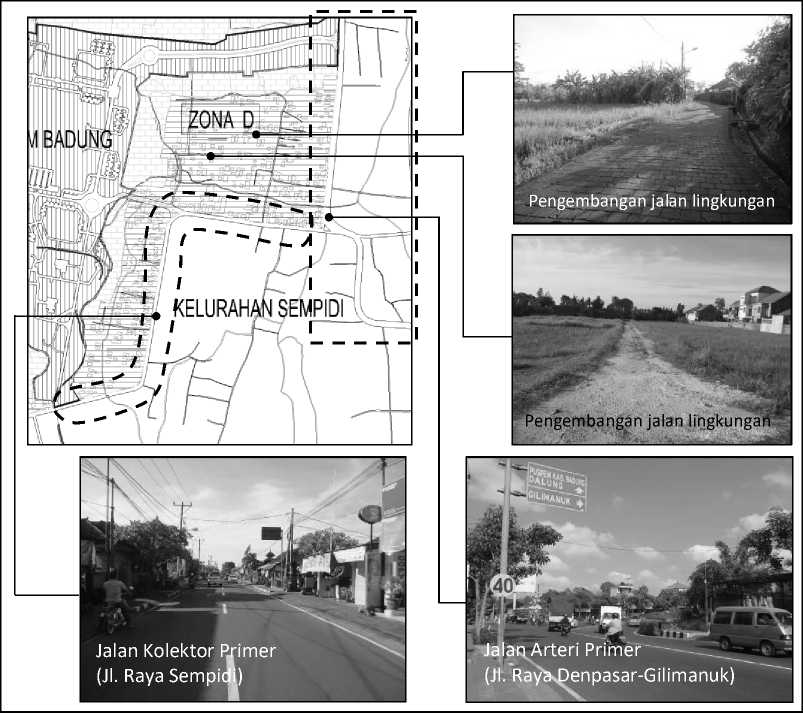 M BADUNG
ZONA D
KELURAHAN SEMPIDI
Pengembangan jalan lingkungan
Pengembangan jalan lingkungan
Jalan Kolektor Primer
(Jl. Raya Sempidi)
PUSPEM KAB. BADUNG
DALUNG
GILIMANUK
40
Jalan Arteri Primer
(Jl. Raya Denpasar-Gilimanuk)